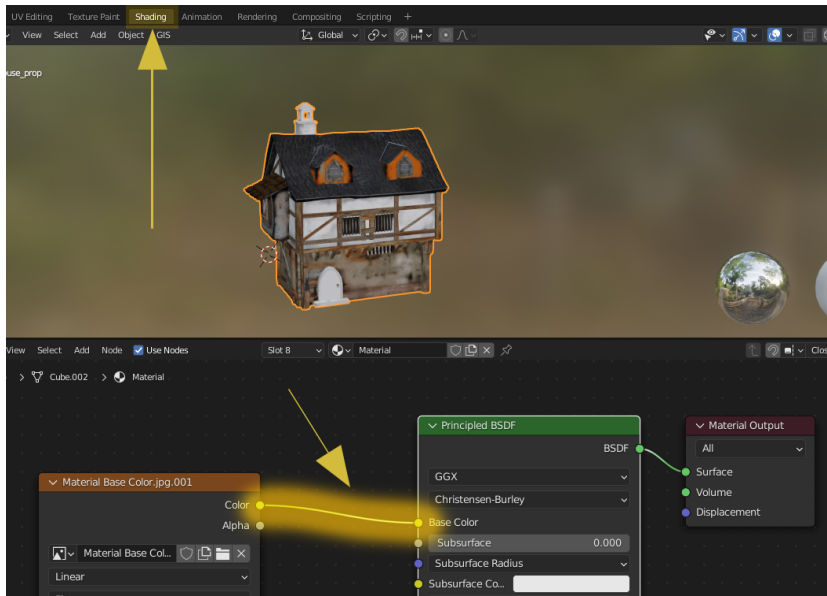 UV Editing Texture Paint Shading Animation Rendering Compositing Scripting +
View Select Add Object GIS Global
use_prop
View Select Add Node Use Nodes Slot 8 Material Clos
> Cube.002 > Material
Principled BSDF
BSDF
GGX
Christensen-Burley
Base Color
Subsurface 0.000
Subsurface Radius
Subsurface Co...
Material Output
All
Surface
Volume
Displacement
Material Base Color.jpg.001
Color
Alpha
Material Base Col...
Linear